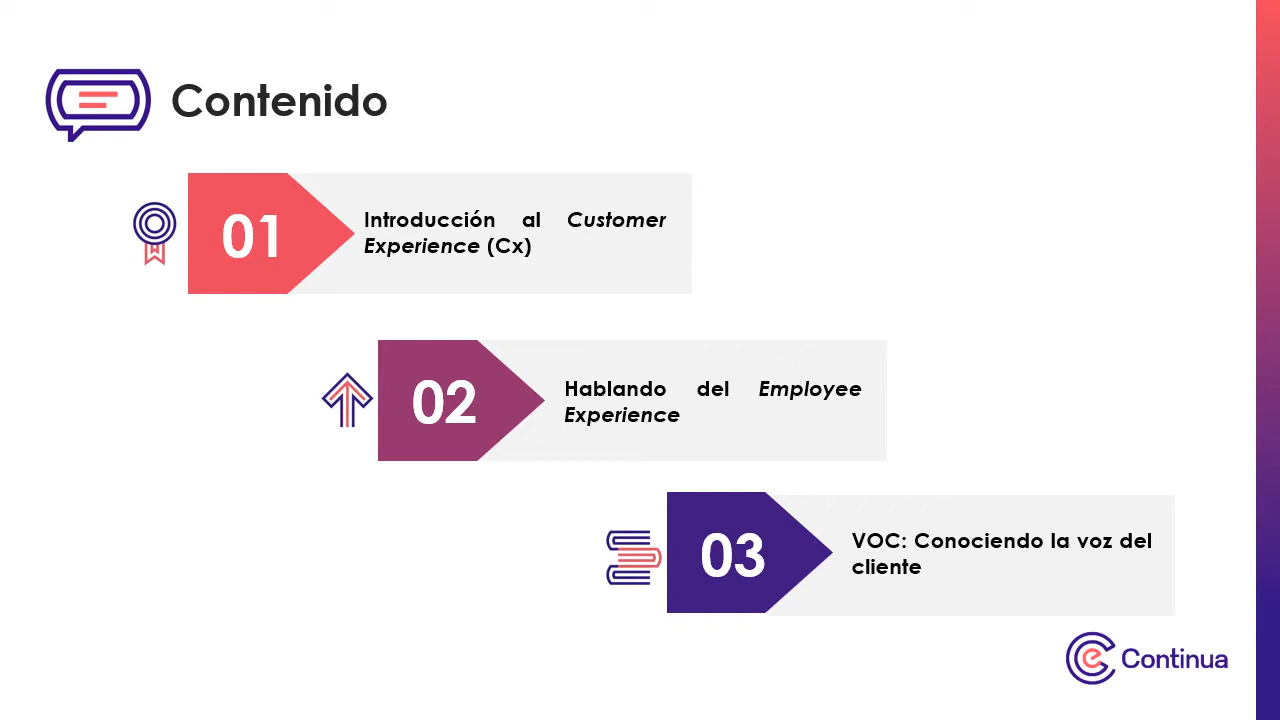 Contenido
01
Introducción al Customer
Experience (Cx)
02
Hablando del Employee
Experience
03
VOC: Conociendo la voz del
cliente
e Continua